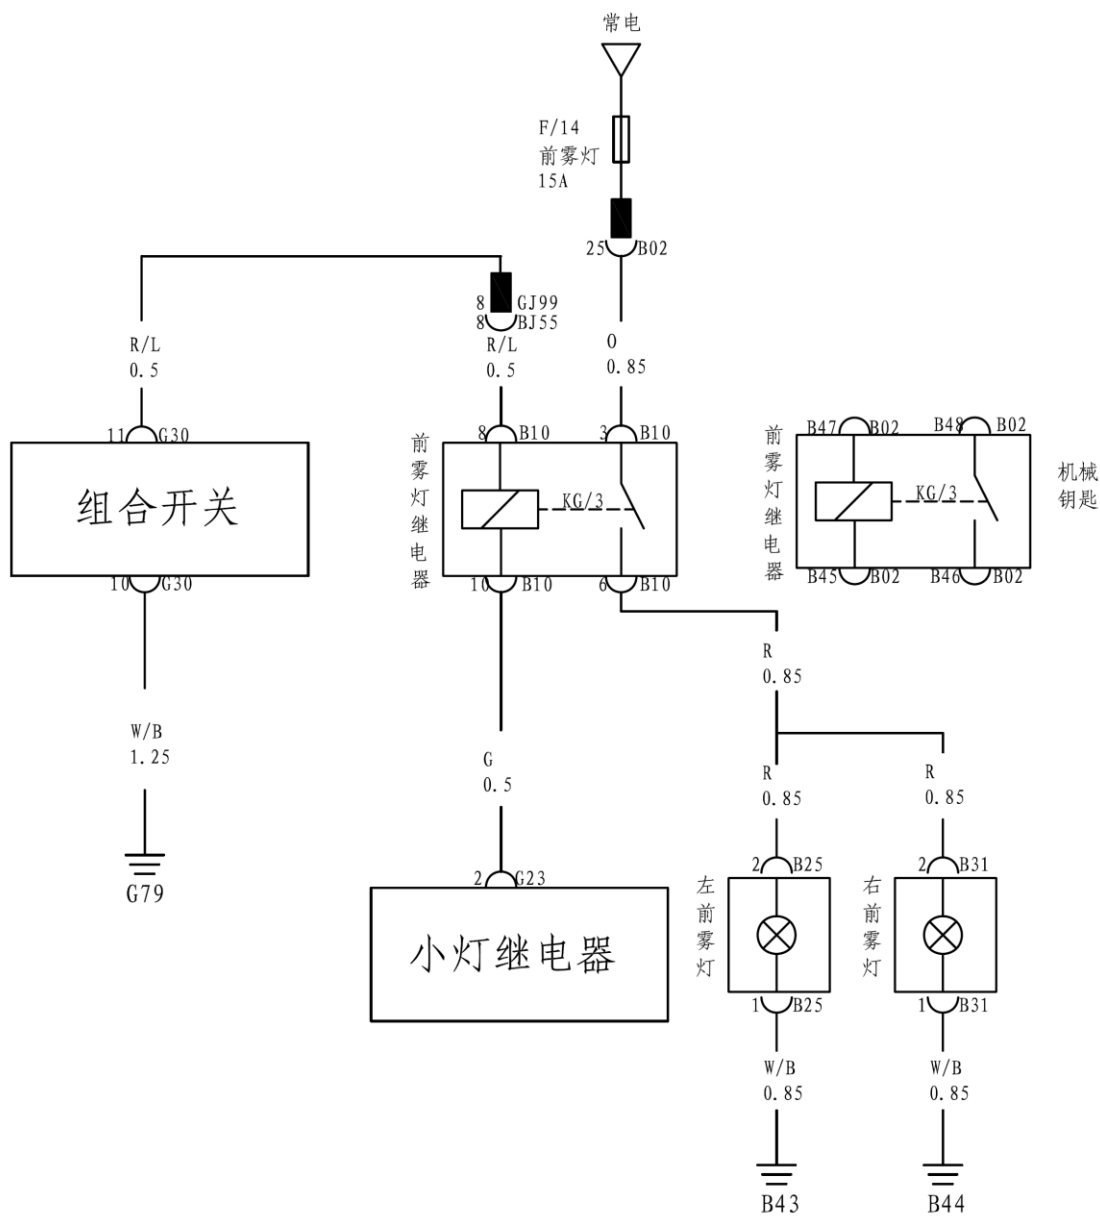 常电
F/14
前雾灯
15A
25 B02
8 GJ99
8 BJ55
R/L
0.5
R/L
0.5
O
0.85
11 G30
8 B10
3 B10
B47 B02
B48 B02
组合开关
前雾灯继电器
KG/3
前雾灯继电器
KG/3
机械
钥匙
10 G30
10 B10
6 B10
B45 B02
B46 B02
R
0.85
W/B
1.25
G
0.5
R
0.85
R
0.85
G79
2 G23
2 B25
2 B31
小灯继电器
左前雾灯
右前雾灯
1 B25
1 B31
W/B
0.85
W/B
0.85
B43
B44